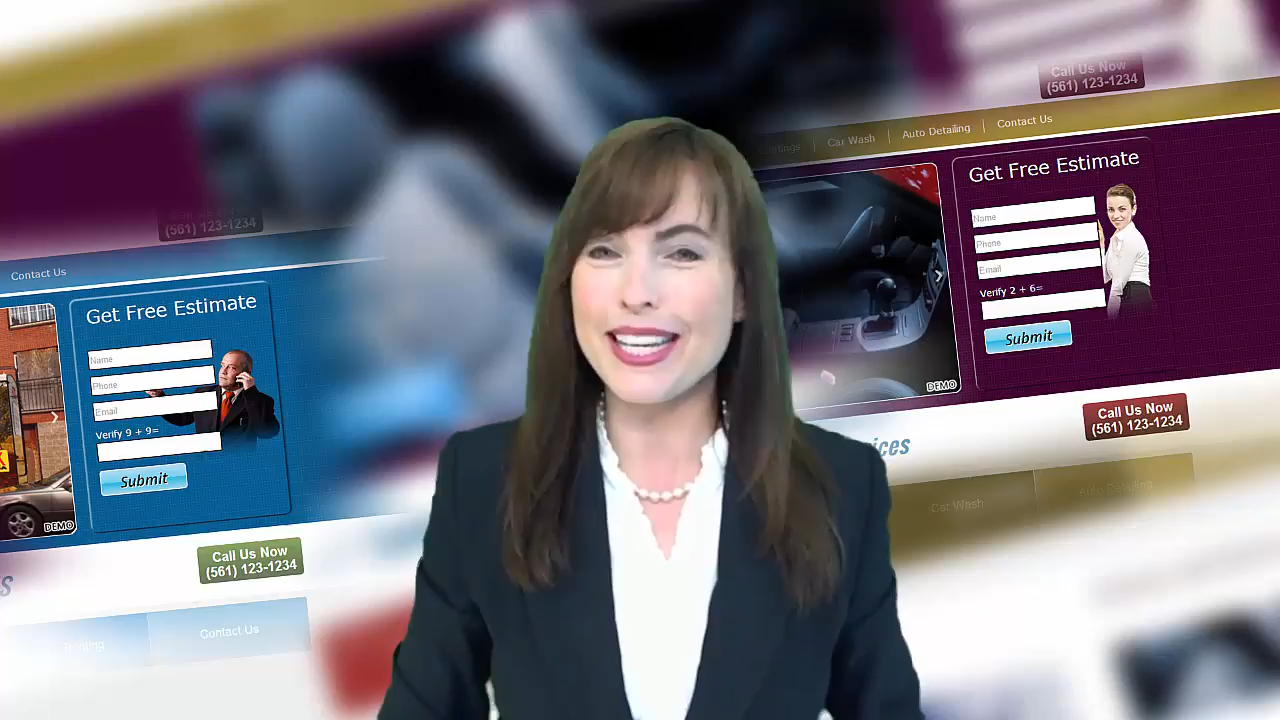 Call Us Now
(561) 123-1234
Car Wash
Auto Detailing
Contact Us
Get Free Estimate
Name
Phone
Email
Verify 2 + 6=
Submit
DEMO
Call Us Now
(561) 123-1234
Car Wash
Auto Detailing
(561) 123-1234
Contact Us
Get Free Estimate
Name
Phone
Email
Verify 9 + 9=
Submit
DEMO
Call Us Now
(561) 123-1234
Contact Us